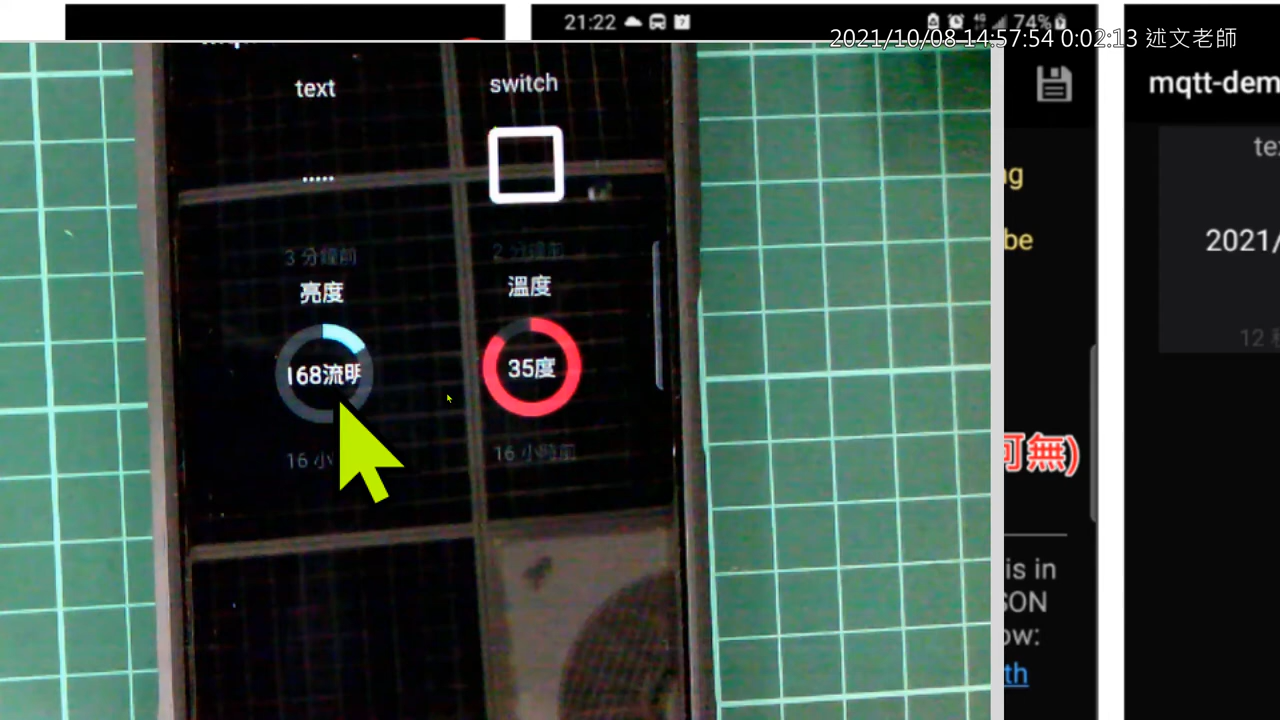 21:22
74%
2021/10/08 14:57:54 0:02:13 述文老師
text
switch
.....
3 分鐘前
2 分鐘前
亮度
溫度
168流明
35度
16 小
16 小時前
ng
be
可無)
is in
SON
ow:
th
mqtt-dem
tex
2021/
12